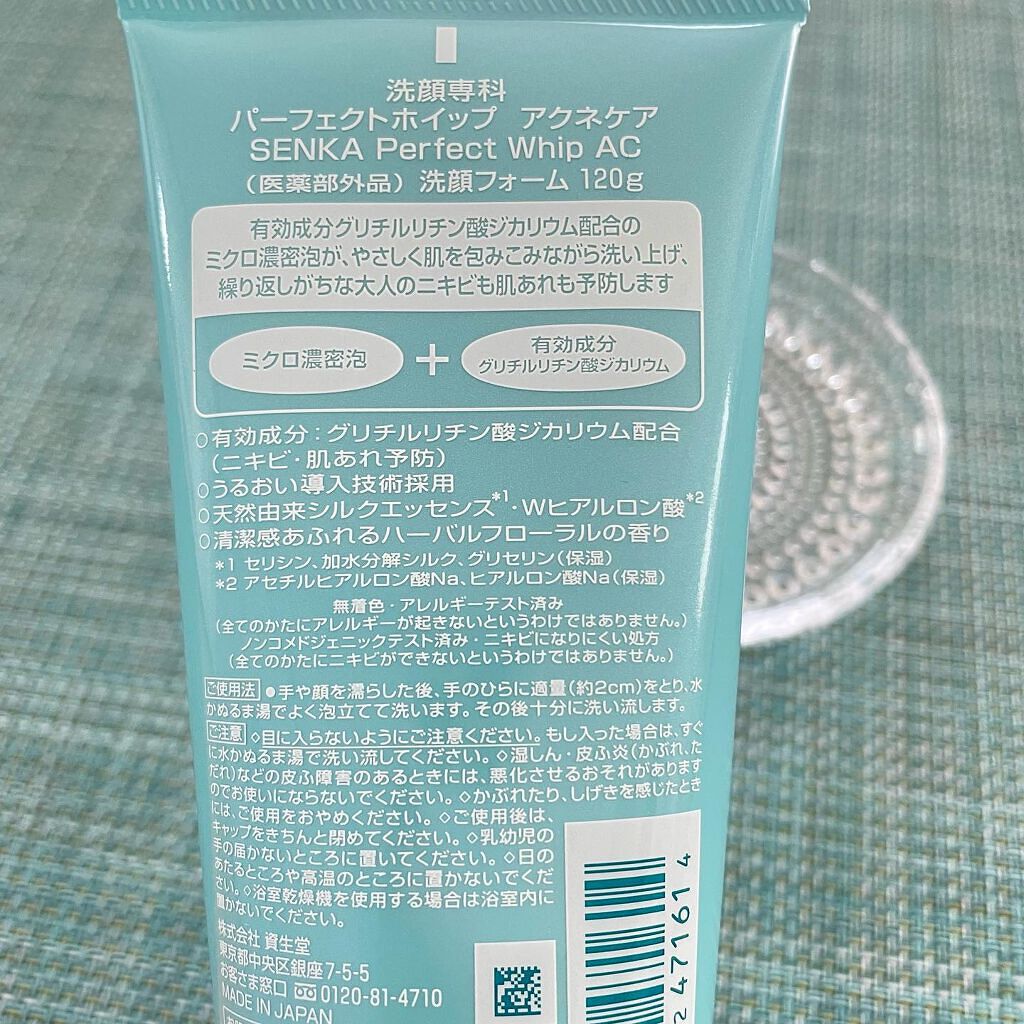 洗顔専科
パーフェクトホイップ アクネケア
SENKA Perfect Whip AC
（医薬部外品）洗顔フォーム 120g
有効成分グリチルリチン酸ジカリウム配合の
ミクロ濃密泡が、やさしく肌を包みこみながら洗い上げ、
繰り返しがちな大人のニキビも肌あれも予防します
ミクロ濃密泡
+
有効成分
グリチルリチン酸ジカリウム
○有効成分：グリチルリチン酸ジカリウム配合
（ニキビ・肌あれ予防）
○うるおい導入技術採用
○天然由来シルクエッセンス*1・Wヒアルロン酸*2
○清潔感あふれるハーバルフローラルの香り
*1 セリシン、加水分解シルク、グリセリン（保湿）
*2 アセチルヒアルロン酸Na、ヒアルロン酸Na（保湿）
無着色・アレルギーテスト済み
（全てのかたにアレルギーが起きないというわけではありません。）
ノンコメドジェニックテスト済み・ニキビになりにくい処方
（全てのかたにニキビができないというわけではありません。）
ご使用法 ●手や顔を濡らした後、手のひらに適量（約2cm）をとり、水
かぬるま湯でよく泡立てて洗います。その後十分に洗い流します。
ご注意 ◇目に入らないようにご注意ください。もし入った場合は、すぐ
に水かぬるま湯で洗い流してください。◇湿しん・皮ふ炎（かぶれ、た
だれ）などの皮ふ障害のあるときには、悪化させるおそれがあります
のでお使いにならないでください。◇かぶれたり、しげきを感じたとき
には、ご使用をおやめください。◇ご使用後は、
キャップをきちんと閉めてください。◇乳幼児の
手の届かないところに置いてください。◇日の
あたるところや高温のところに置かないでくだ
さい。◇浴室乾燥機を使用する場合は浴室内に
置かないでください。
株式会社 資生堂
東京都中央区銀座7-5-5
お客さま窓口 0120-81-4710
MADE IN JAPAN
247161 4